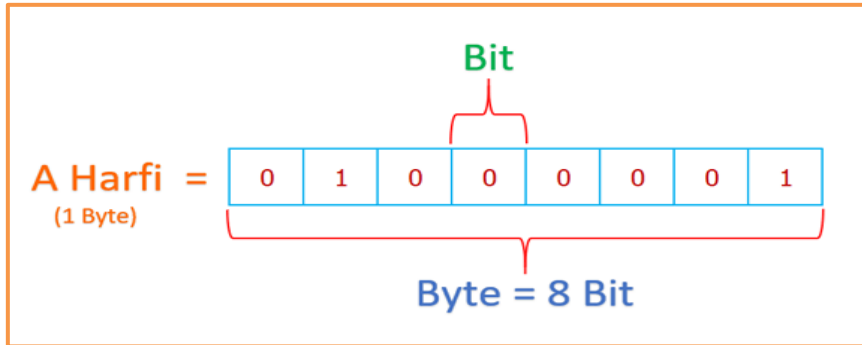 Bit
A Harfi = 0 1 0 0 0 0 0 1
(1 Byte)
Byte = 8 Bit